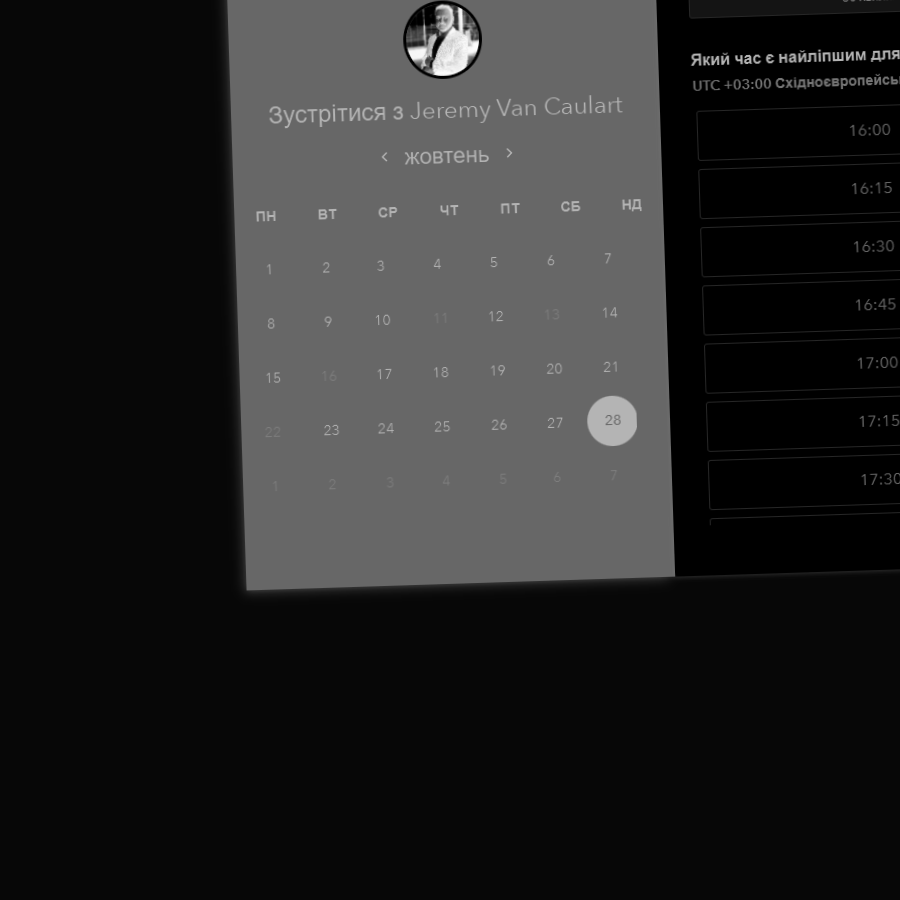 Зустрітися з Jeremy Van Caulart
‹ жовтень ›
ПН ВТ СР ЧТ ПТ СБ НД
1 2 3 4 5 6 7
8 9 10 11 12 13 14
15 16 17 18 19 20 21
22 23 24 25 26 27 28
1 2 3 4 5 6 7
Який час є найліпшим для
UTC +03:00 Східноєвропейсь
16:00
16:15
16:30
16:45
17:00
17:15
17:30